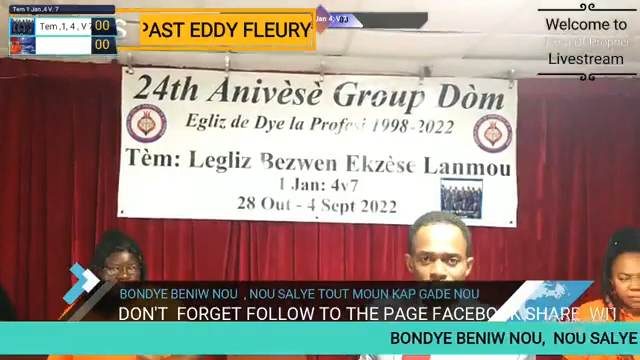 Tem 1 Jan ,4 V: 7
Tem ,1, 4 , V 7
00
00
PAST EDDY FLEURY
Jan 4; V:7
Welcome to
Livestream
24th Anivèsè Group Dòm
Egliz de Dye la Profesi 1998-2022
Tèm: Legliz Bezwen Ekzèse Lanmou
1 Jan: 4v7
28 Out - 4 Sept 2022
BONDYE BENIW NOU , NOU SALYE TOUT MOUN KAP GADE NOU
DON'T FORGET FOLLOW TO THE PAGE FACEBOOK SHARE
BONDYE BENIW NOU, NOU SALYE